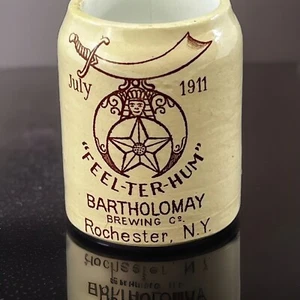 July 1911
"FEEL-TER-HUM"
BARTHOLOMAY
BREWING Co.
Rochester, N.Y.